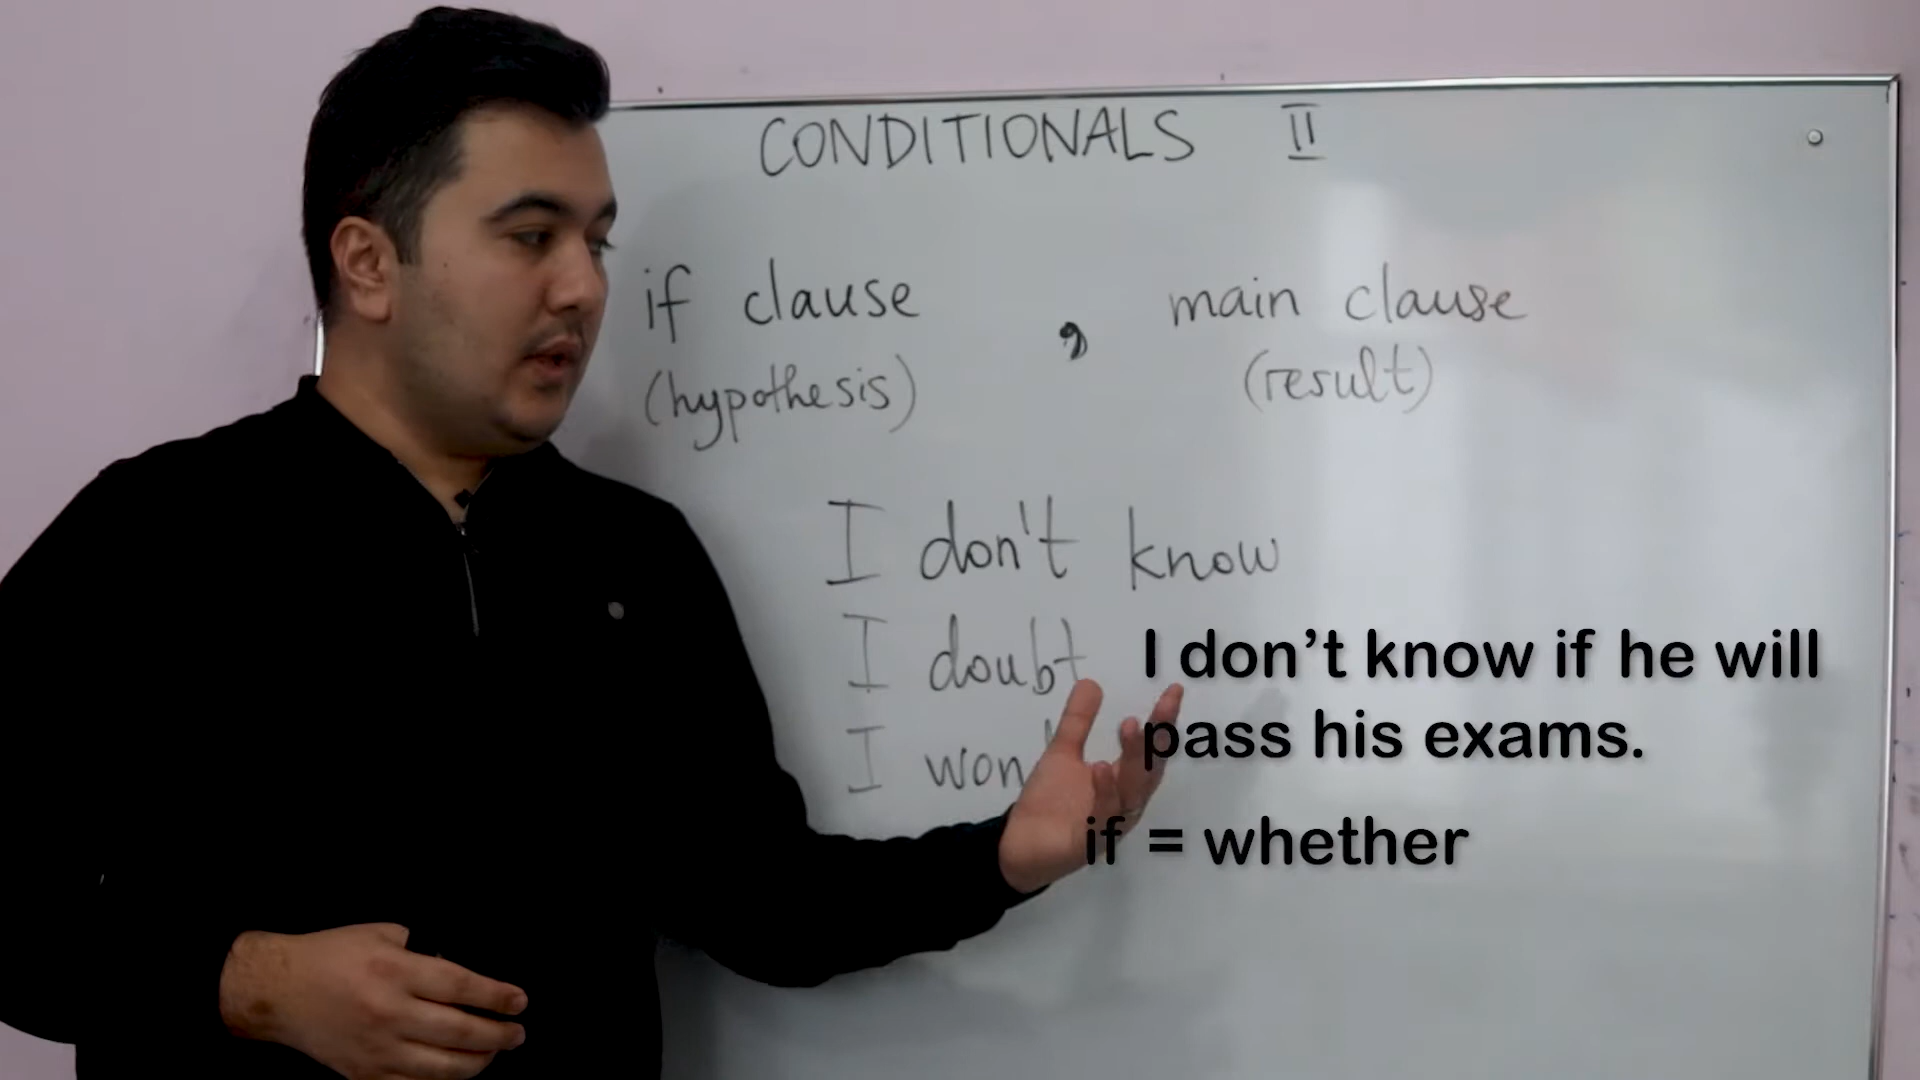 CONDITIONALS II
if clause , main clause
(hypothesis) (result)
I don't know
I doubt
I won
I don’t know if he will
pass his exams.
if = whether